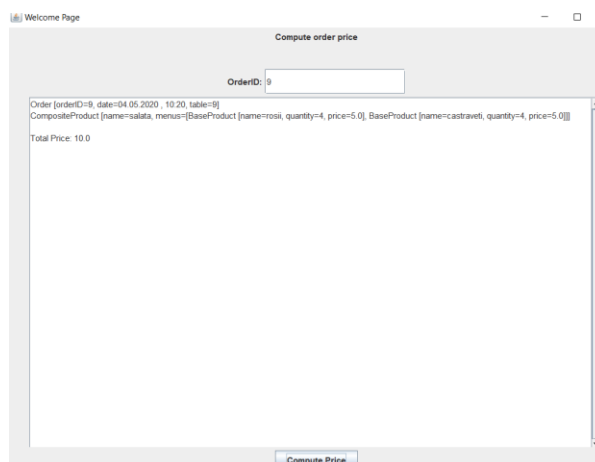 Welcome Page
Compute order price
OrderID: 9
Order [orderID=9, date=04.05.2020 , 10:20, table=9]
CompositeProduct [name=salata, menus=[BaseProduct [name=rosii, quantity=4, price=5.0], BaseProduct [name=castraveti, quantity=4, price=5.0]]]
Total Price: 10.0
Compute Price